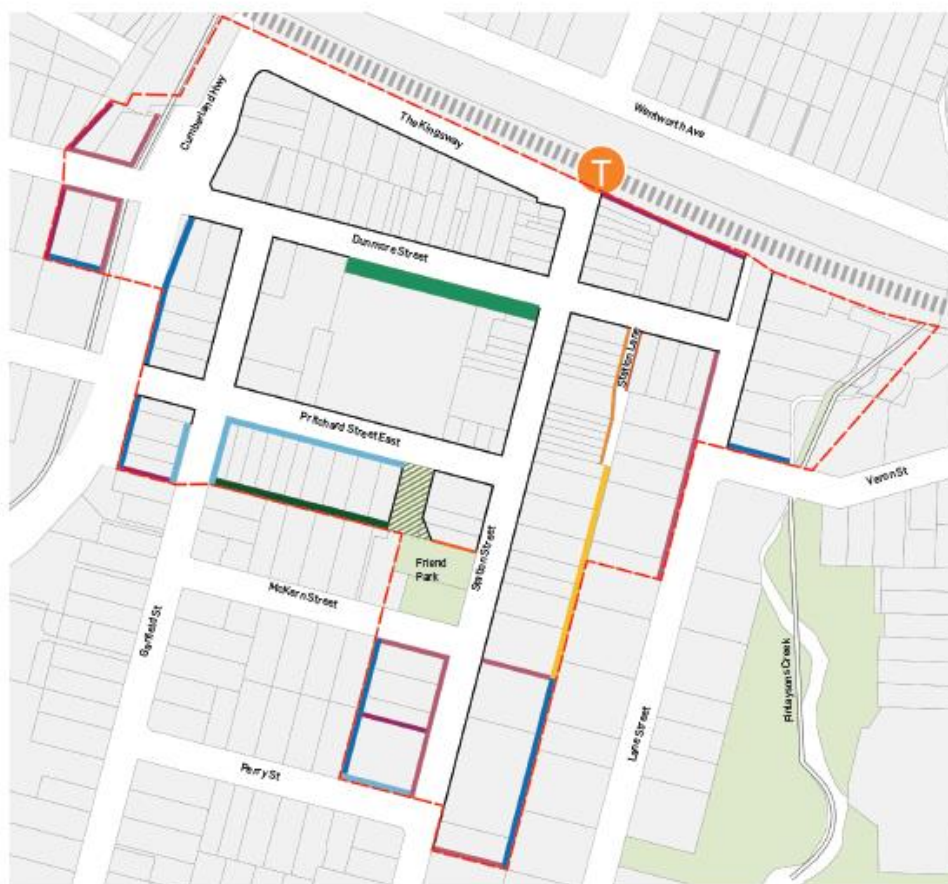 Wentworth Ave
Cumberland Hwy
The Kingsway
T
Dunmore Street
Station Lane
Pritchard Street East
Veron St
Friend
Park
Station Street
McKern Street
Garfield St
Finlaysons Creek
Lane Street
Perry St